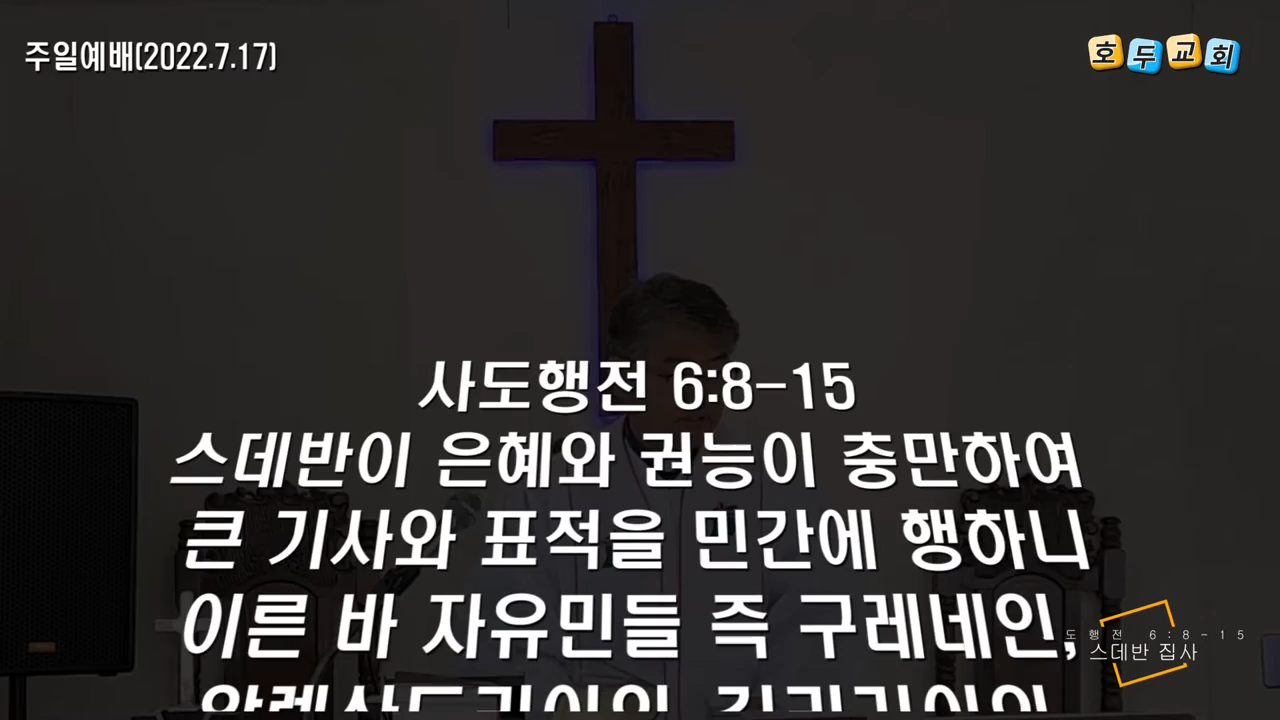 주일예배(2022.7.17)
호두교회
사도행전 6:8-15
스데반이 은혜와 권능이 충만하여
큰 기사와 표적을 민간에 행하니
이른 바 자유민들 즉 구레네인,
도행전 6:8-15
스데반 집사